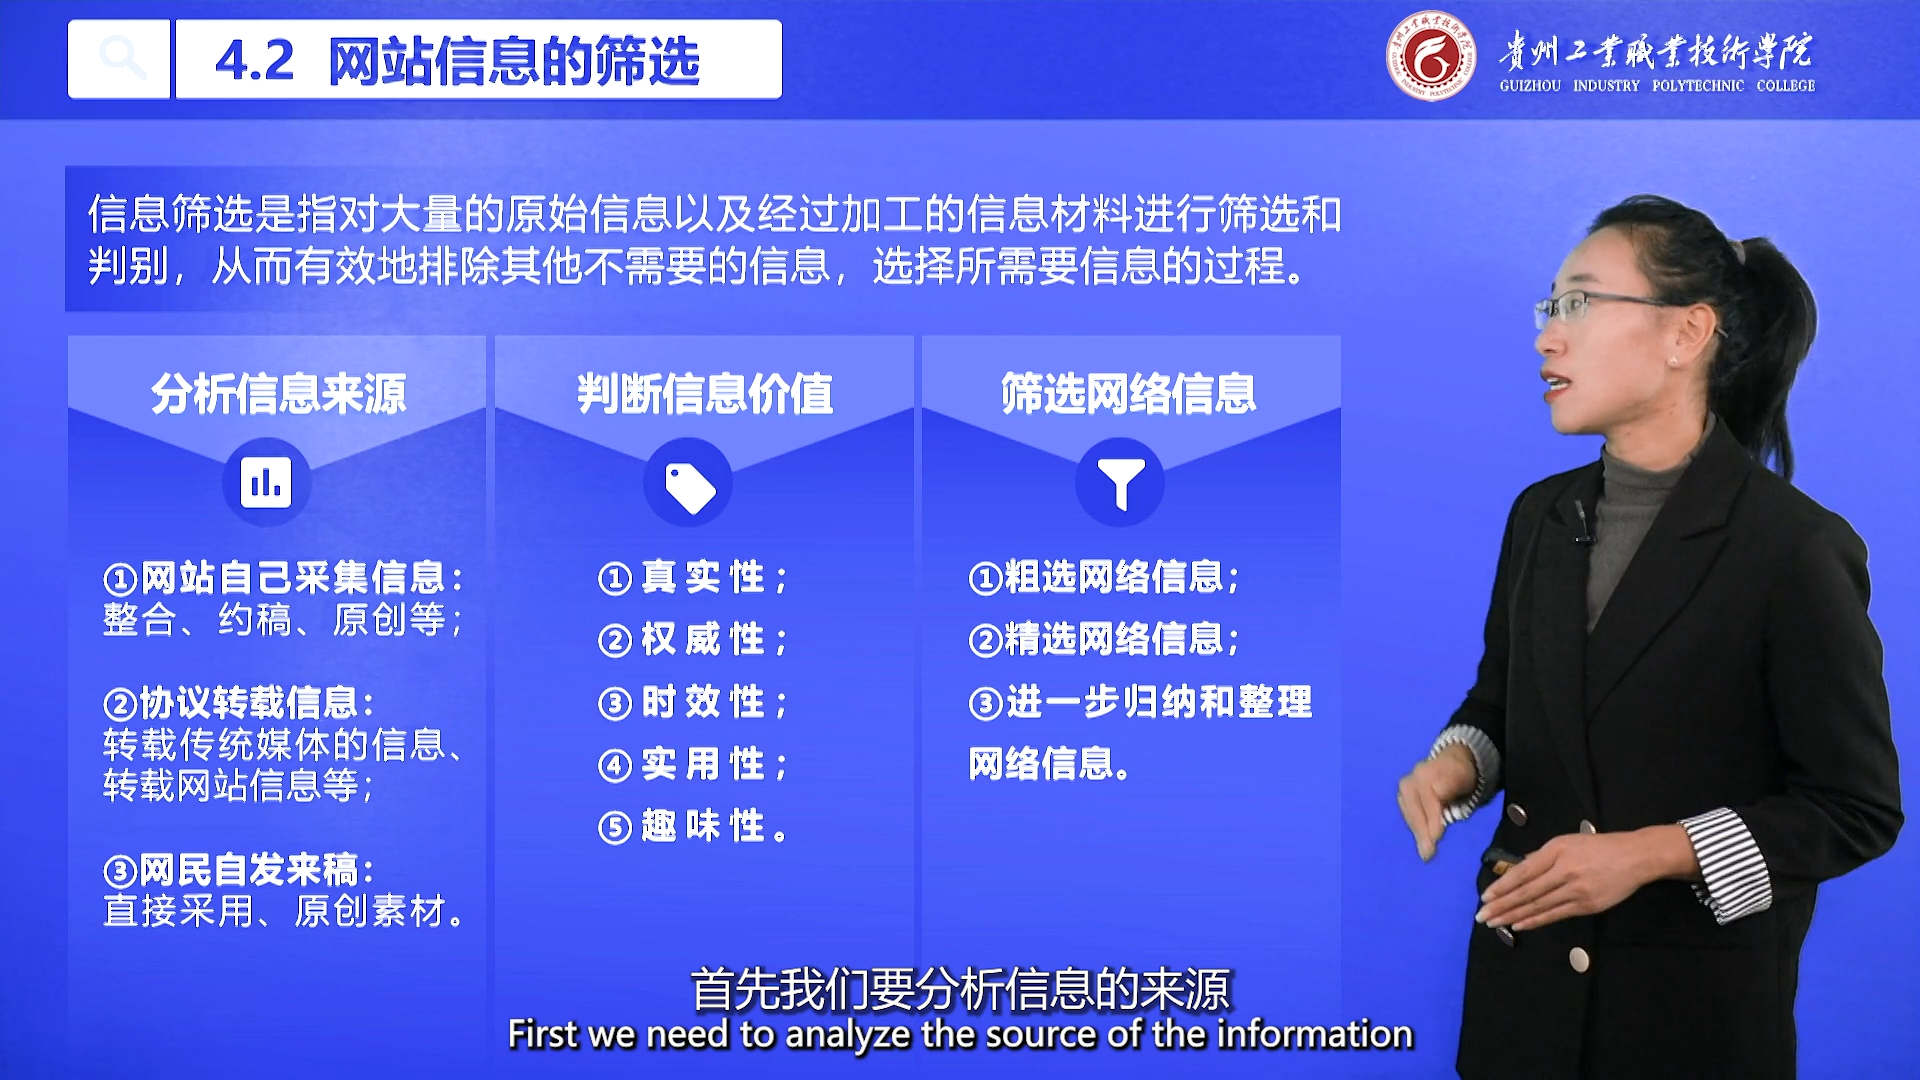 4.2 网站信息的筛选
貴州工業職業技術學院
GUIZHOU INDUSTRY POLYTECHNIC COLLEGE
信息筛选是指对大量的原始信息以及经过加工的信息材料进行筛选和
判别，从而有效地排除其他不需要的信息，选择所需要信息的过程。
分析信息来源
①网站自己采集信息：
整合、约稿、原创等；
②协议转载信息：
转载传统媒体的信息、
转载网站信息等；
③网民自发来稿：
直接采用、原创素材。
判断信息价值
①真实性；
②权威性；
③时效性；
④实用性；
⑤趣味性。
筛选网络信息
①粗选网络信息；
②精选网络信息；
③进一步归纳和整理
网络信息。
首先我们要分析信息的来源
First we need to analyze the source of the information